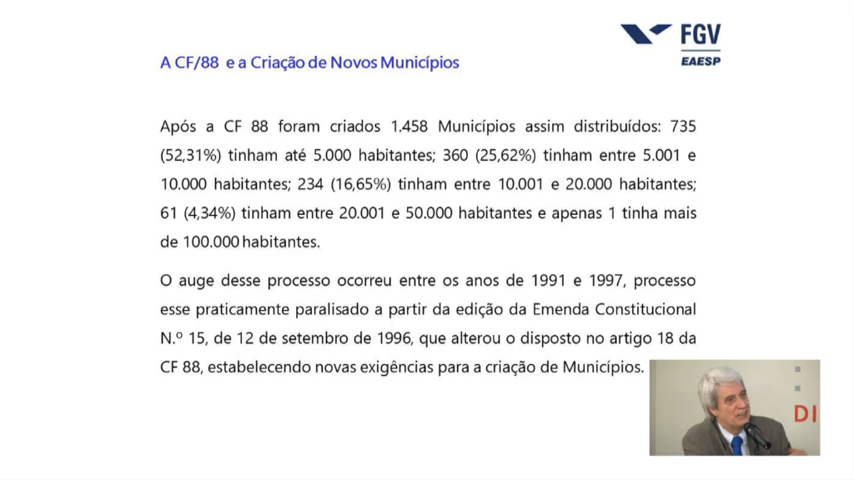 FGV
EAESP
A CF/88 e a Criação de Novos Municípios
Após a CF 88 foram criados 1.458 Municípios assim distribuídos: 735
(52,31%) tinham até 5.000 habitantes; 360 (25,62%) tinham entre 5.001 e
10.000 habitantes; 234 (16,65%) tinham entre 10.001 e 20.000 habitantes;
61 (4,34%) tinham entre 20.001 e 50.000 habitantes e apenas 1 tinha mais
de 100.000 habitantes.
O auge desse processo ocorreu entre os anos de 1991 e 1997, processo
esse praticamente paralisado a partir da edição da Emenda Constitucional
N.º 15, de 12 de setembro de 1996, que alterou o disposto no artigo 18 da
CF 88, estabelecendo novas exigências para a criação de Municípios.
DI